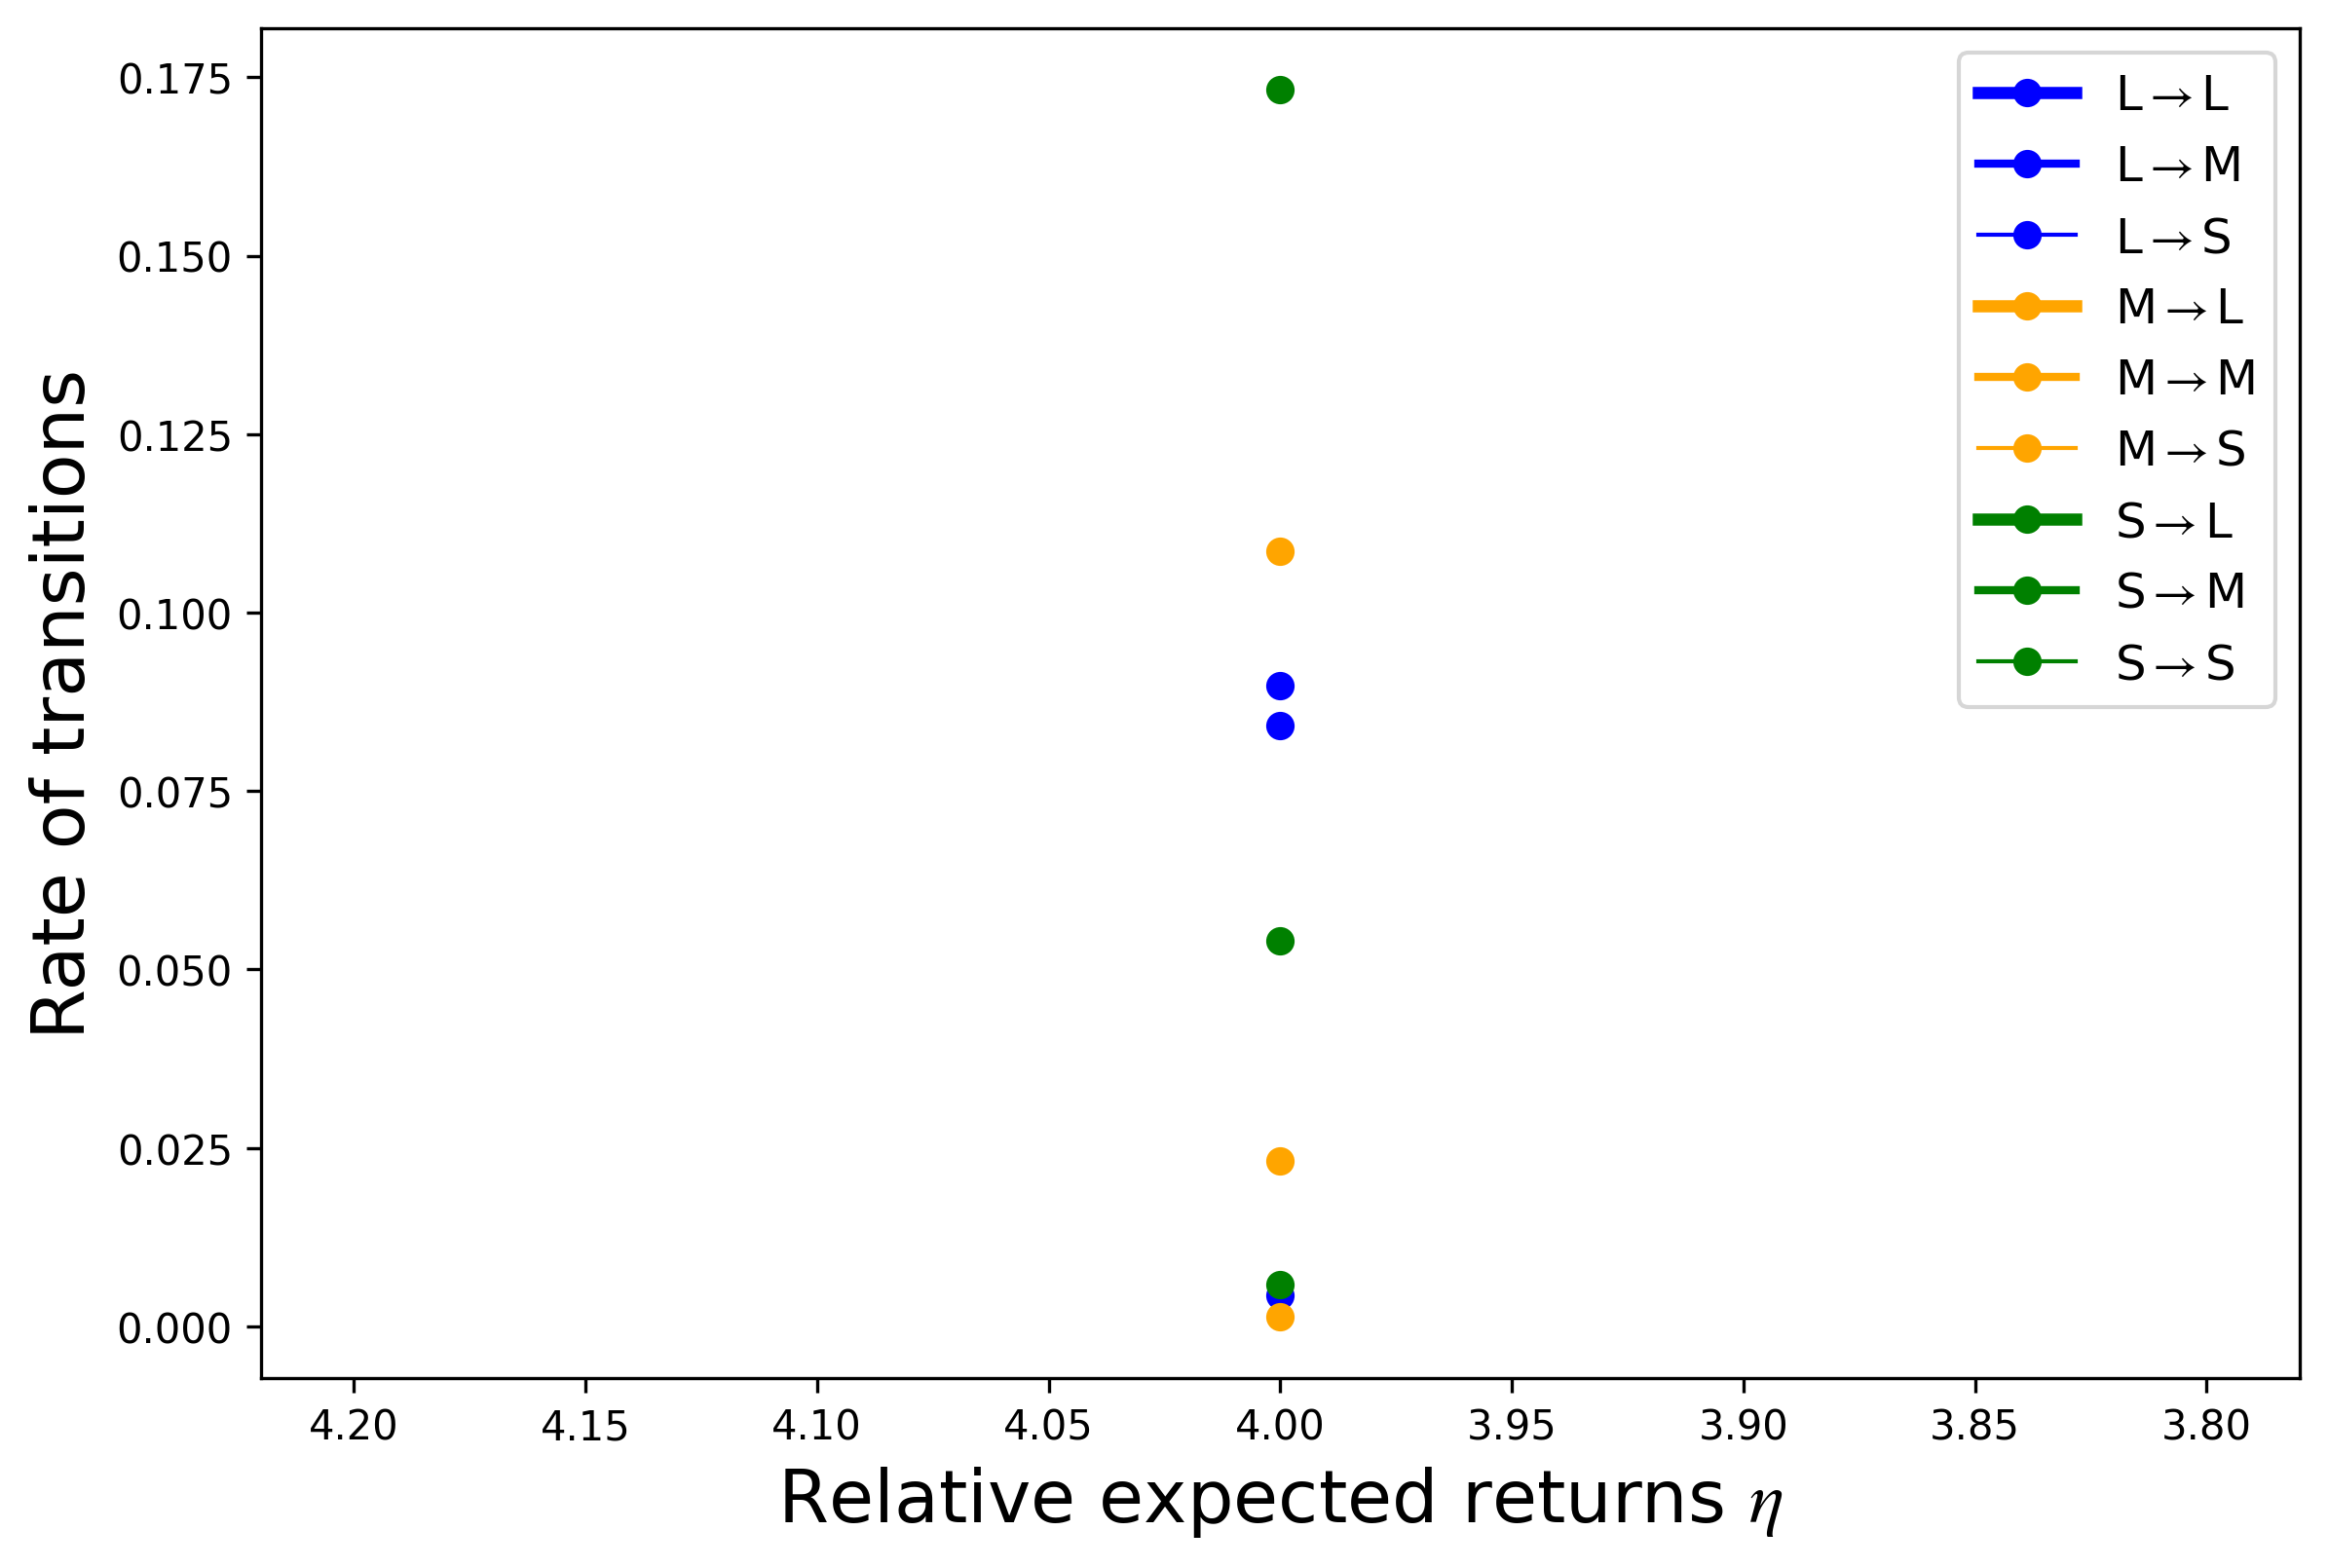 Rate of transitions
0.175
0.150
0.125
0.100
0.075
0.050
0.025
0.000
4.20 4.15 4.10 4.05 4.00 3.95 3.90 3.85 3.80
Relative expected returns η
L→L
L→M
L→S
M→L
M→M
M→S
S→L
S→M
S→S